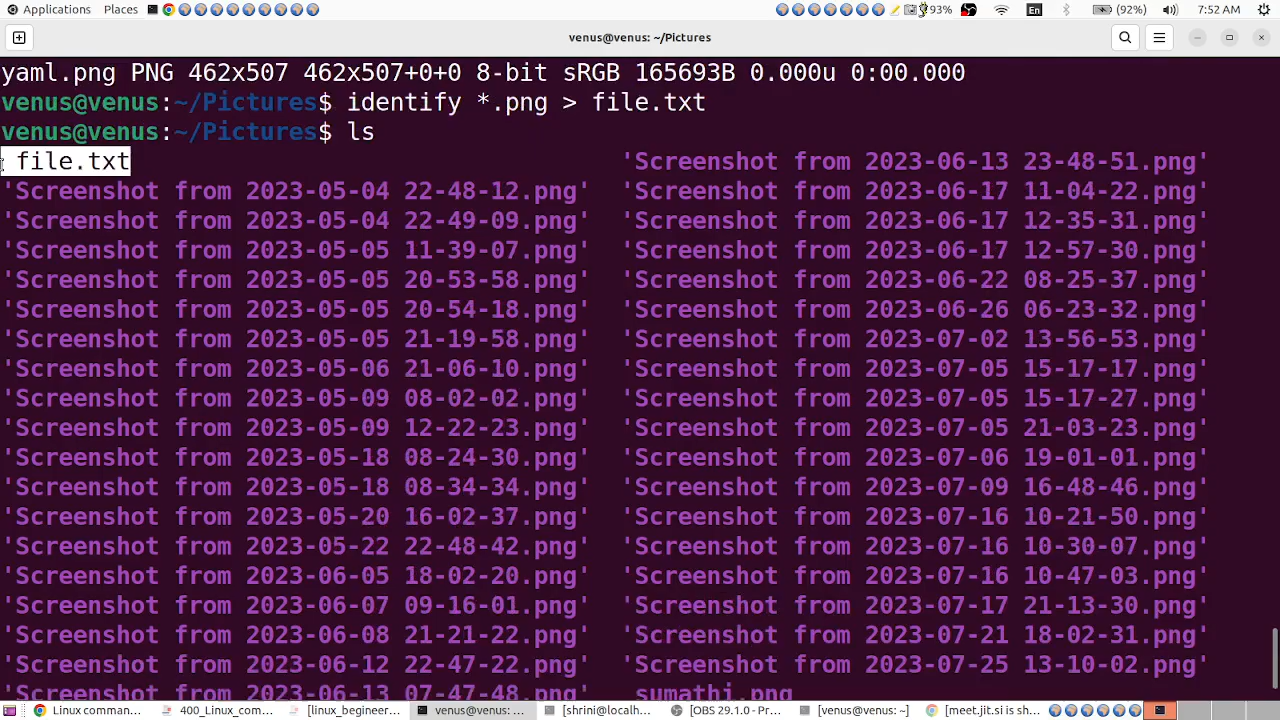 Applications Places 93% En (92%) 7:52 AM
venus@venus: ~/Pictures
yaml.png PNG 462x507 462x507+0+0 8-bit sRGB 165693B 0.000u 0:00.000
venus@venus:~/Pictures$ identify *.png > file.txt
venus@venus:~/Pictures$ ls
file.txt 'Screenshot from 2023-06-13 23-48-51.png'
'Screenshot from 2023-05-04 22-48-12.png' 'Screenshot from 2023-06-17 11-04-22.png'
'Screenshot from 2023-05-04 22-49-09.png' 'Screenshot from 2023-06-17 12-35-31.png'
'Screenshot from 2023-05-05 11-39-07.png' 'Screenshot from 2023-06-17 12-57-30.png'
'Screenshot from 2023-05-05 20-53-58.png' 'Screenshot from 2023-06-22 08-25-37.png'
'Screenshot from 2023-05-05 20-54-18.png' 'Screenshot from 2023-06-26 06-23-32.png'
'Screenshot from 2023-05-05 21-19-58.png' 'Screenshot from 2023-07-02 13-56-53.png'
'Screenshot from 2023-05-06 21-06-10.png' 'Screenshot from 2023-07-05 15-17-17.png'
'Screenshot from 2023-05-09 08-02-02.png' 'Screenshot from 2023-07-05 15-17-27.png'
'Screenshot from 2023-05-09 12-22-23.png' 'Screenshot from 2023-07-05 21-03-23.png'
'Screenshot from 2023-05-18 08-24-30.png' 'Screenshot from 2023-07-06 19-01-01.png'
'Screenshot from 2023-05-18 08-34-34.png' 'Screenshot from 2023-07-09 16-48-46.png'
'Screenshot from 2023-05-20 16-02-37.png' 'Screenshot from 2023-07-16 10-21-50.png'
'Screenshot from 2023-05-22 22-48-42.png' 'Screenshot from 2023-07-16 10-30-07.png'
'Screenshot from 2023-06-05 18-02-20.png' 'Screenshot from 2023-07-16 10-47-03.png'
'Screenshot from 2023-06-07 09-16-01.png' 'Screenshot from 2023-07-17 21-13-30.png'
'Screenshot from 2023-06-08 21-21-22.png' 'Screenshot from 2023-07-21 18-02-31.png'
'Screenshot from 2023-06-12 22-47-22.png' 'Screenshot from 2023-07-25 13-10-02.png'
'Screenshot from 2023-06-13 07-47-48.png' sumathi.png
Linux comman... 400_Linux_com... [linux_begineer... venus@venus: ... [shrini@localh... [OBS 29.1.0 - Pr... [venus@venus: ~] [meet.jit.si is sh...